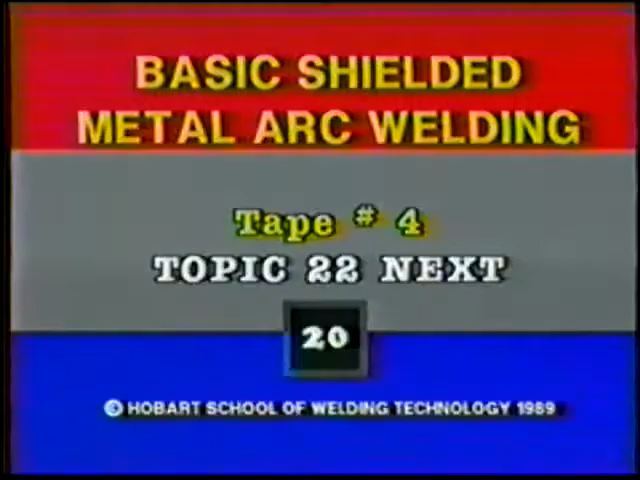 BASIC SHIELDED
METAL ARC WELDING
Tape # 4
TOPIC 22 NEXT
20
© HOBART SCHOOL OF WELDING TECHNOLOGY 1989